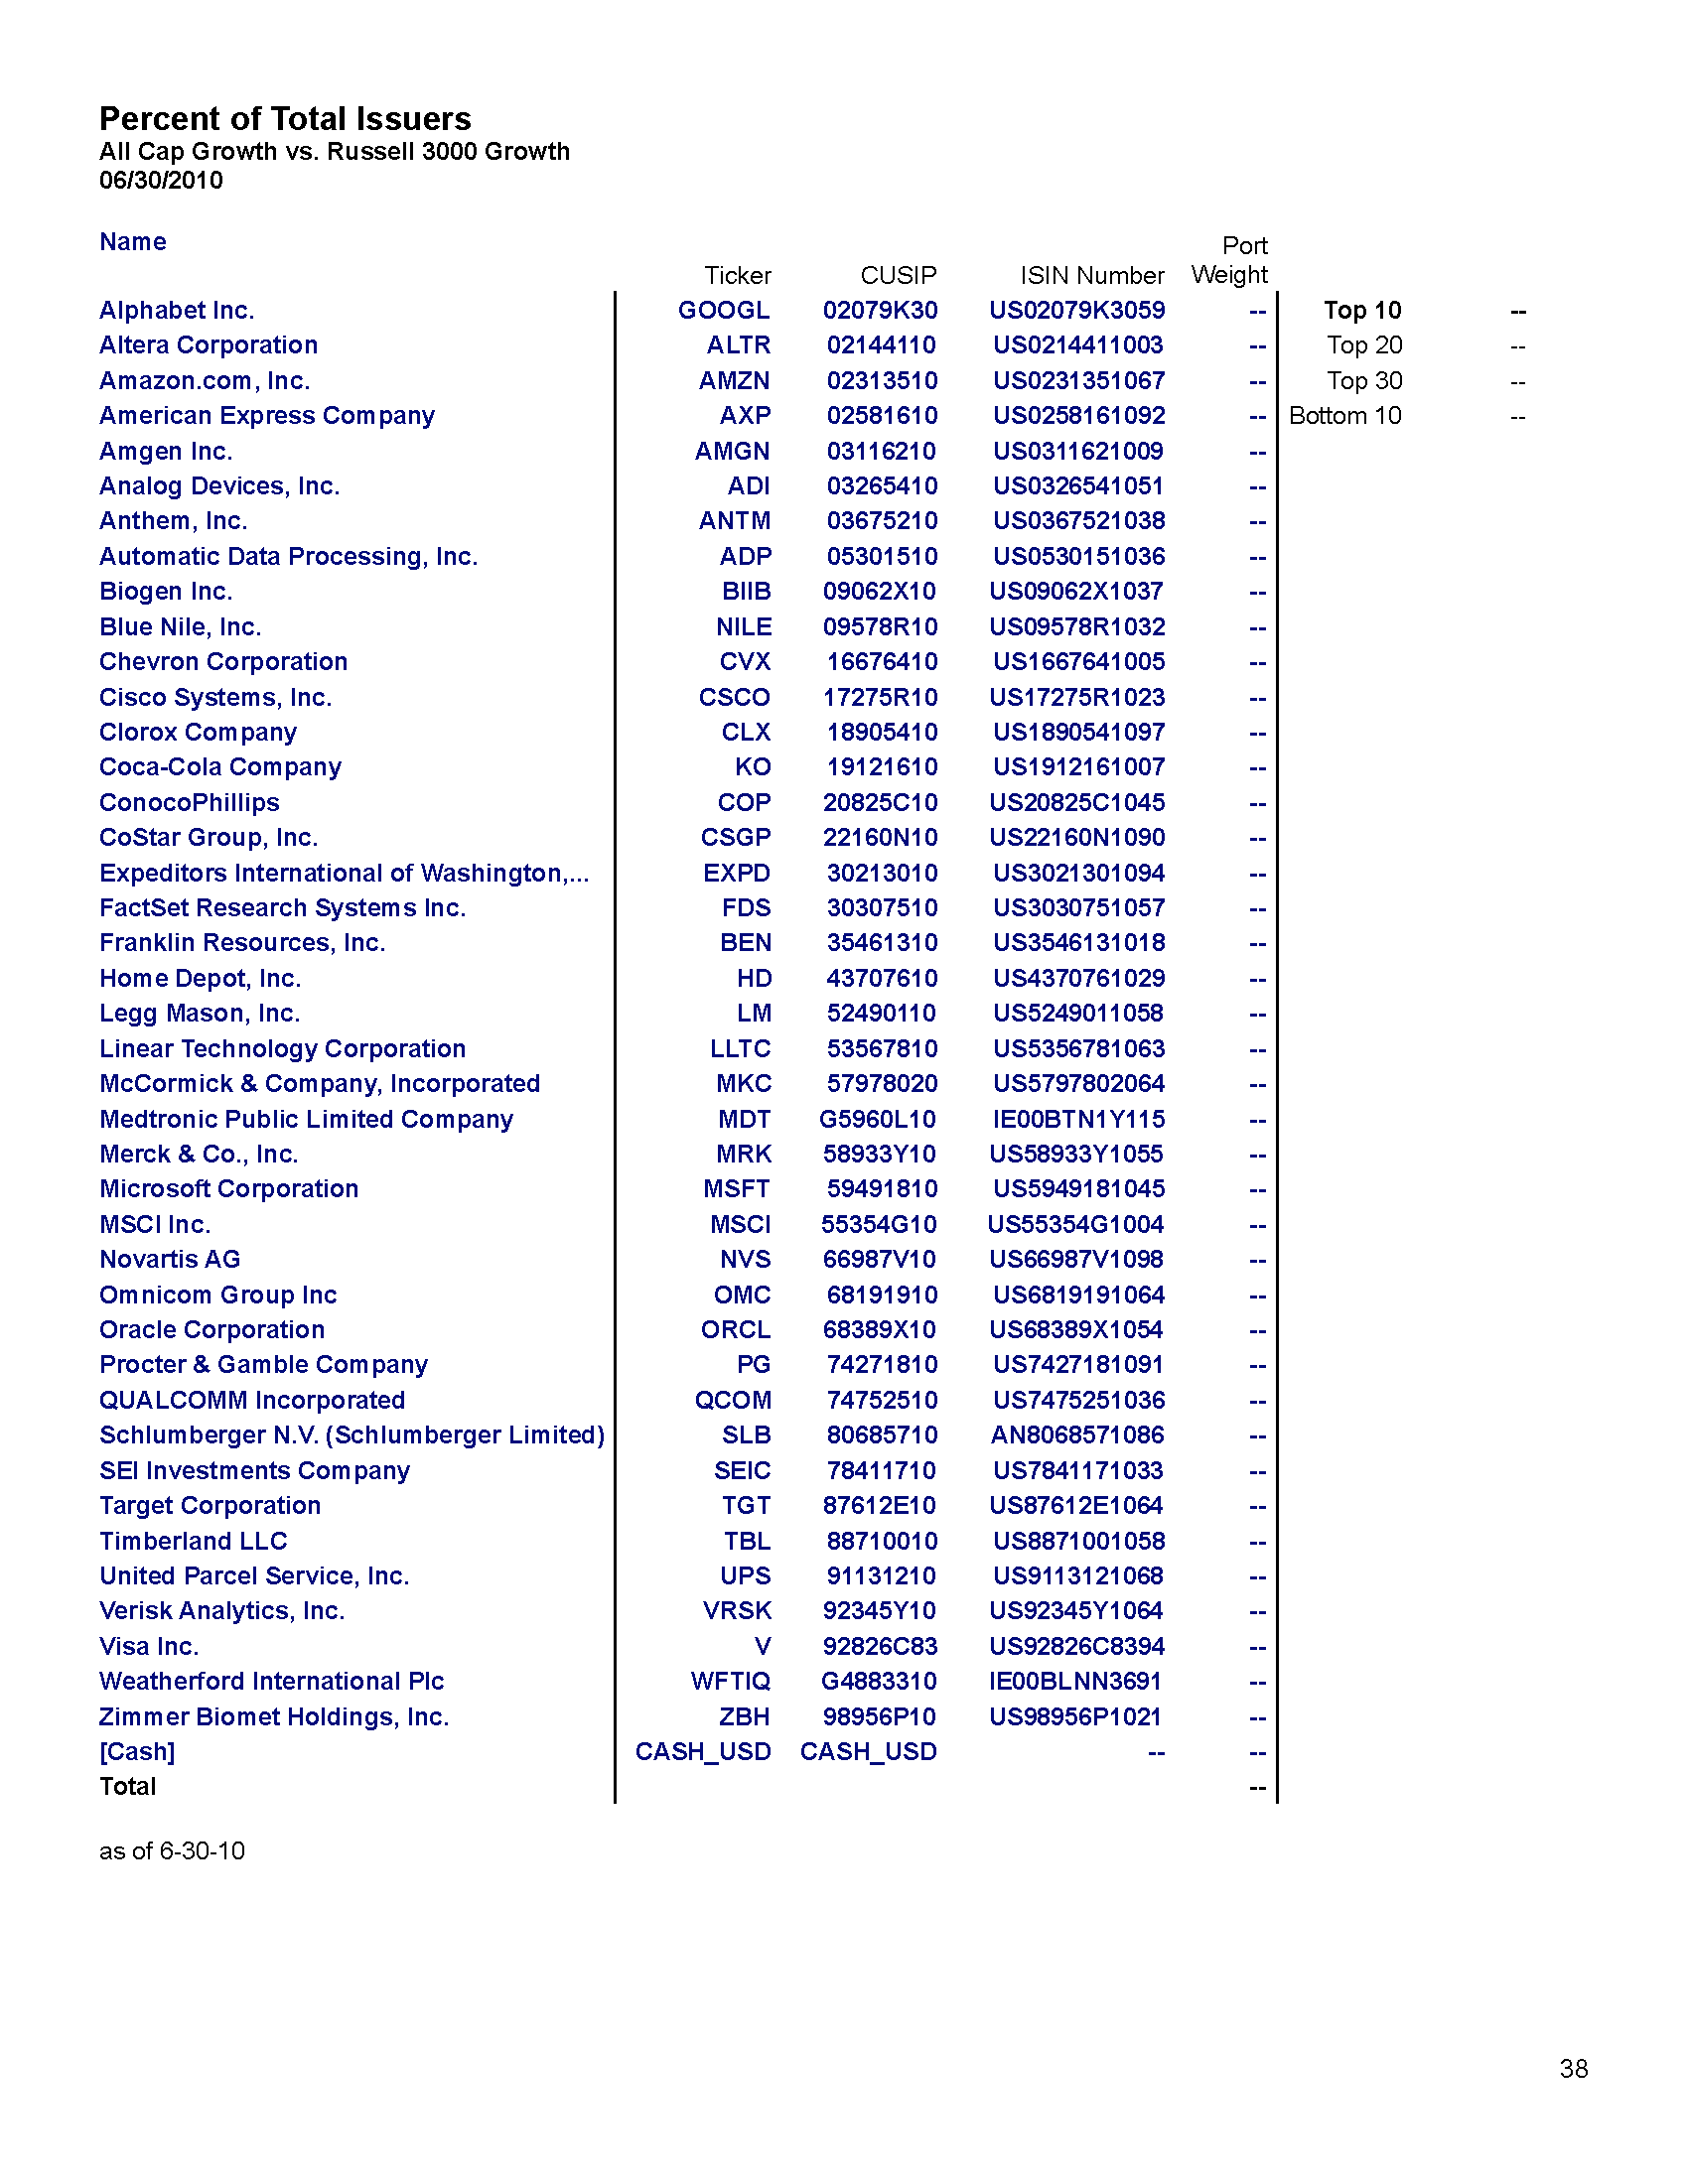 Percent of Total Issuers
All Cap Growth vs. Russell 3000 Growth
06/30/2010
Name Ticker CUSIP ISIN Number Port Weight
Alphabet Inc. GOOGL 02079K30 US02079K3059 -- Top 10 --
Altera Corporation ALTR 02144110 US0214411003 -- Top 20 --
Amazon.com, Inc. AMZN 02313510 US0231351067 -- Top 30 --
American Express Company AXP 02581610 US0258161092 -- Bottom 10 --
Amgen Inc. AMGN 03116210 US0311621009 --
Analog Devices, Inc. ADI 03265410 US0326541051 --
Anthem, Inc. ANTM 03675210 US0367521038 --
Automatic Data Processing, Inc. ADP 05301510 US0530151036 --
Biogen Inc. BIIB 09062X10 US09062X1037 --
Blue Nile, Inc. NILE 09578R10 US09578R1032 --
Chevron Corporation CVX 16676410 US1667641005 --
Cisco Systems, Inc. CSCO 17275R10 US17275R1023 --
Clorox Company CLX 18905410 US1890541097 --
Coca-Cola Company KO 19121610 US1912161007 --
ConocoPhillips COP 20825C10 US20825C1045 --
CoStar Group, Inc. CSGP 22160N10 US22160N1090 --
Expeditors International of Washington,... EXPD 30213010 US3021301094 --
FactSet Research Systems Inc. FDS 30307510 US3030751057 --
Franklin Resources, Inc. BEN 35461310 US3546131018 --
Home Depot, Inc. HD 43707610 US4370761029 --
Legg Mason, Inc. LM 52490110 US5249011058 --
Linear Technology Corporation LLTC 53567810 US5356781063 --
McCormick & Company, Incorporated MKC 57978020 US5797802064 --
Medtronic Public Limited Company MDT G5960L10 IE00BTN1Y115 --
Merck & Co., Inc. MRK 58933Y10 US58933Y1055 --
Microsoft Corporation MSFT 59491810 US5949181045 --
MSCI Inc. MSCI 55354G10 US55354G1004 --
Novartis AG NVS 66987V10 US66987V1098 --
Omnicom Group Inc OMC 68191910 US6819191064 --
Oracle Corporation ORCL 68389X10 US68389X1054 --
Procter & Gamble Company PG 74271810 US7427181091 --
QUALCOMM Incorporated QCOM 74752510 US7475251036 --
Schlumberger N.V. (Schlumberger Limited) SLB 80685710 AN8068571086 --
SEI Investments Company SEIC 78411710 US7841171033 --
Target Corporation TGT 87612E10 US87612E1064 --
Timberland LLC TBL 88710010 US8871001058 --
United Parcel Service, Inc. UPS 91131210 US9113121068 --
Verisk Analytics, Inc. VRSK 92345Y10 US92345Y1064 --
Visa Inc. V 92826C83 US92826C8394 --
Weatherford International Plc WFTIQ G4883310 IE00BLNN3691 --
Zimmer Biomet Holdings, Inc. ZBH 98956P10 US98956P1021 --
[Cash] CASH_USD CASH_USD -- --
Total --
as of 6-30-10
38